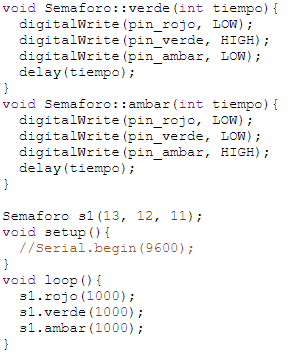 void Semaforo::verde(int tiempo){
  digitalWrite(pin_rojo, LOW);
  digitalWrite(pin_verde, HIGH);
  digitalWrite(pin_ambar, LOW);
  delay(tiempo);
}
void Semaforo::ambar(int tiempo){
  digitalWrite(pin_rojo, LOW);
  digitalWrite(pin_verde, LOW);
  digitalWrite(pin_ambar, HIGH);
  delay(tiempo);
}

Semaforo s1(13, 12, 11);
void setup(){
  //Serial.begin(9600);
}
void loop(){
  s1.rojo(1000);
  s1.verde(1000);
  s1.ambar(1000);
}